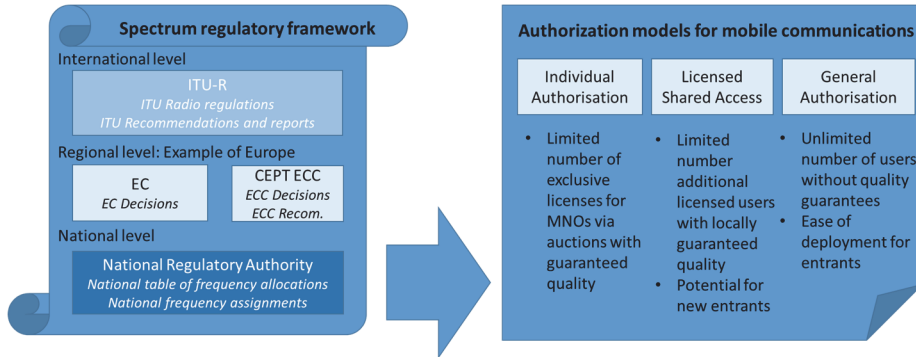 Spectrum regulatory framework
International level
ITU-R
ITU Radio regulations
ITU Recommendations and reports
Regional level: Example of Europe
EC
EC Decisions
CEPT ECC
ECC Decisions
ECC Recom.
National level
National Regulatory Authority
National table of frequency allocations
National frequency assignments
Authorization models for mobile communications
Individual
Authorisation
• Limited
number of
exclusive
licenses for
MNOs via
auctions with
guaranteed
quality
Licensed
Shared Access
• Limited
number
additional
licensed users
with locally
guaranteed
quality
• Potential for
new entrants
General
Authorisation
• Unlimited
number of users
without quality
guarantees
• Ease of
deployment for
entrants